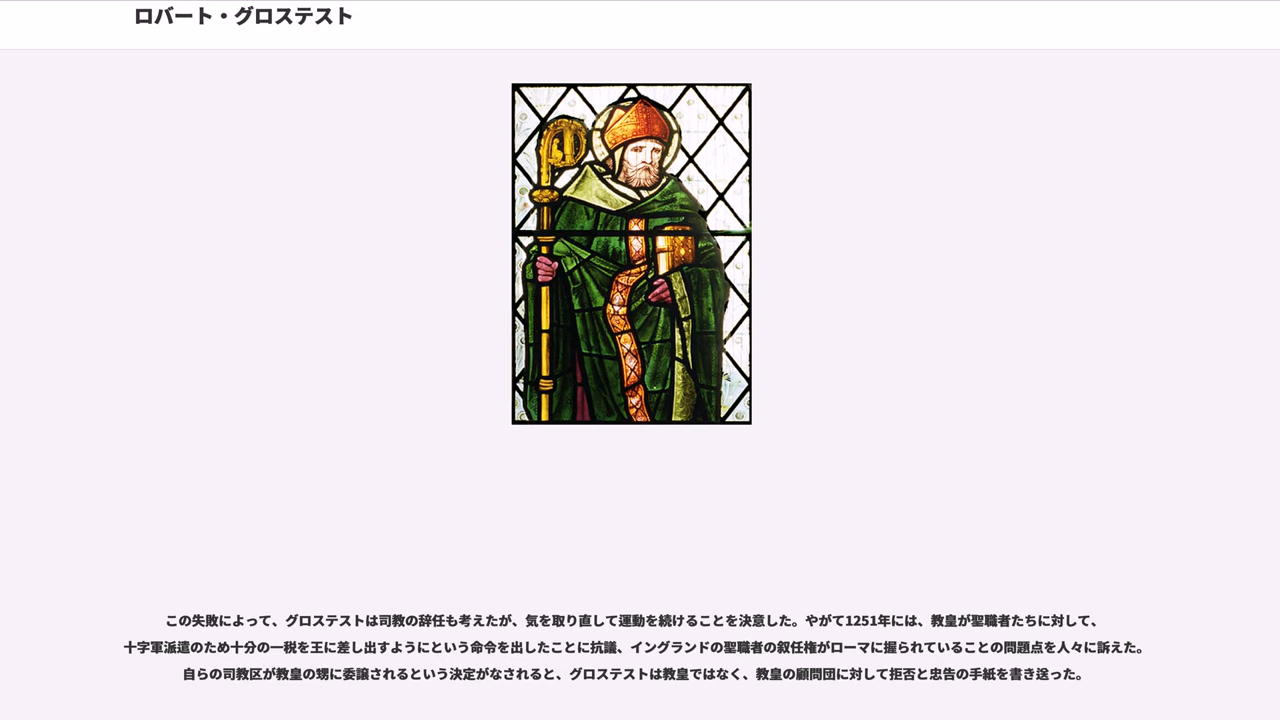 ロバート・グロステスト
この失敗によって、グロステストは司教の辞任も考えたが、気を取り直して運動を続けることを決意した。やがて1251年には、教皇が聖職者たちに対して、
十字軍派遣のため十分の一税を王に差し出すようにという命令を出したことに抗議、イングランドの聖職者の叙任権がローマに握られていることの問題点を人々に訴えた。
自らの司教区が教皇の甥に委譲されるという決定がなされると、グロステストは教皇ではなく、教皇の顧問団に対して拒否と忠告の手紙を書き送った。